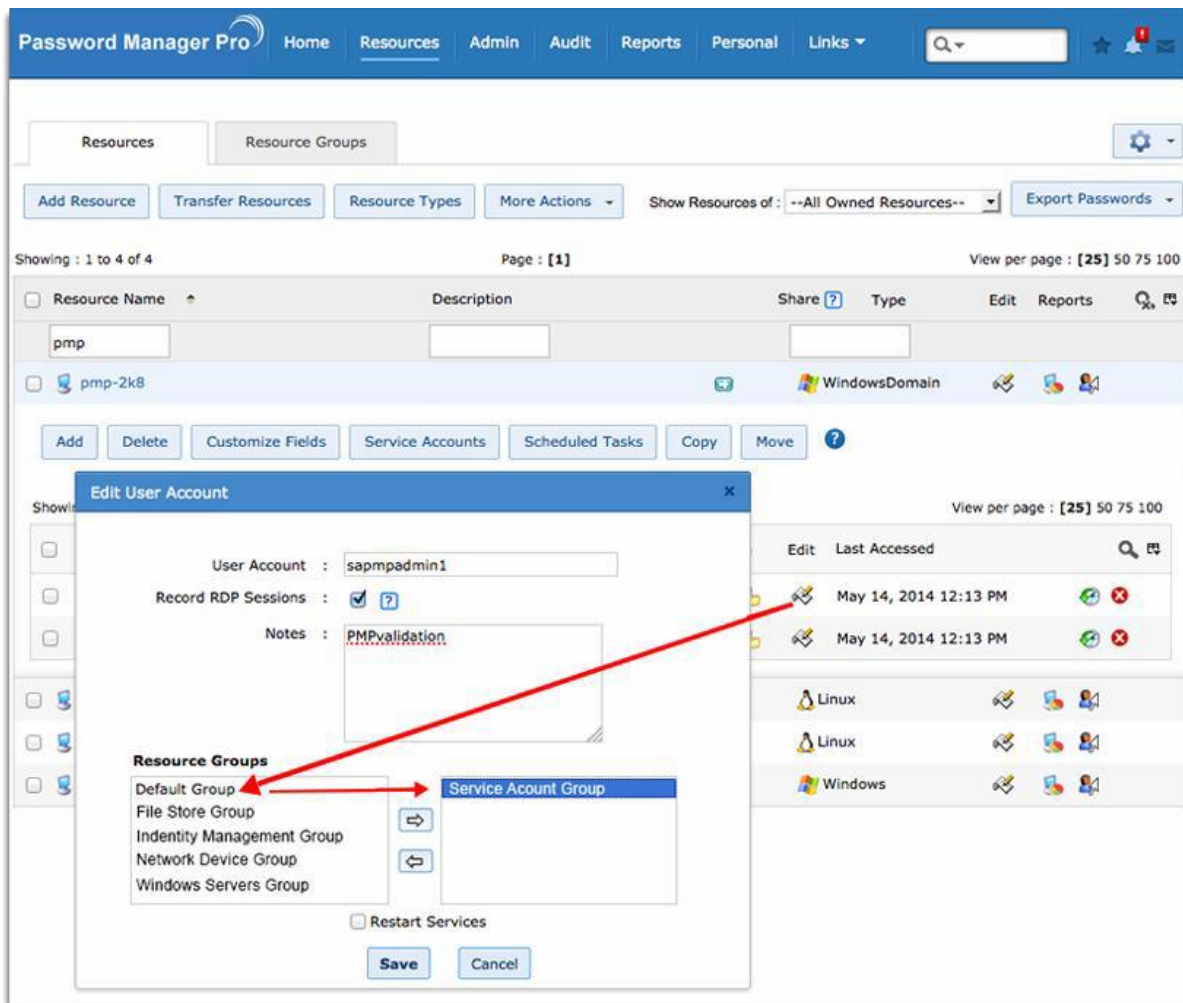 Password Manager Pro Home Resources Admin Audit Reports Personal Links
Resources Resource Groups
Add Resource Transfer Resources Resource Types More Actions Show Resources of : --All Owned Resources-- Export Passwords
Showing : 1 to 4 of 4 Page : [1] View per page : [25] 50 75 100
Resource Name Description Share ? Type Edit Reports
pmp
pmp-2k8 WindowsDomain
Add Delete Customize Fields Service Accounts Scheduled Tasks Copy Move ?
Edit User Account x
View per page : [25] 50 75 100
Edit Last Accessed
User Account : sapmpadmin1
Record RDP Sessions : ?
May 14, 2014 12:13 PM
Notes : PMPvalidation
May 14, 2014 12:13 PM
Linux
Linux
Windows
Resource Groups
Default Group
File Store Group
Indentity Management Group
Network Device Group
Windows Servers Group
Service Acount Group
Restart Services
Save Cancel